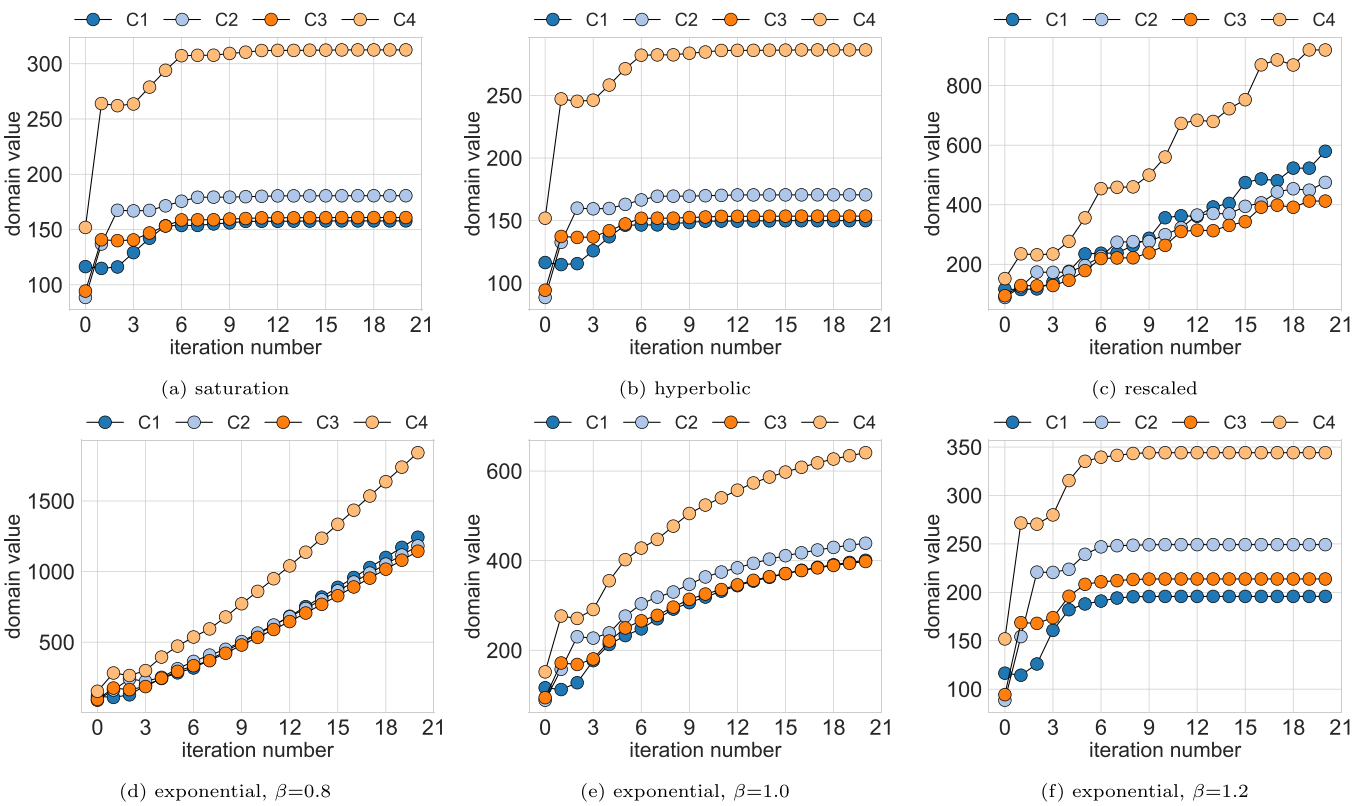 C1 C2 C3 C4
domain value
300
250
200
150
100
0 3 6 9 12 15 18 21
iteration number
(a) saturation
C1 C2 C3 C4
domain value
250
200
150
100
0 3 6 9 12 15 18 21
iteration number
(b) hyperbolic
C1 C2 C3 C4
domain value
800
600
400
200
0 3 6 9 12 15 18 21
iteration number
(c) rescaled
C1 C2 C3 C4
domain value
1500
1000
500
0 3 6 9 12 15 18 21
iteration number
(d) exponential, β=0.8
C1 C2 C3 C4
domain value
600
400
200
0 3 6 9 12 15 18 21
iteration number
(e) exponential, β=1.0
C1 C2 C3 C4
domain value
350
300
250
200
150
100
0 3 6 9 12 15 18 21
iteration number
(f) exponential, β=1.2